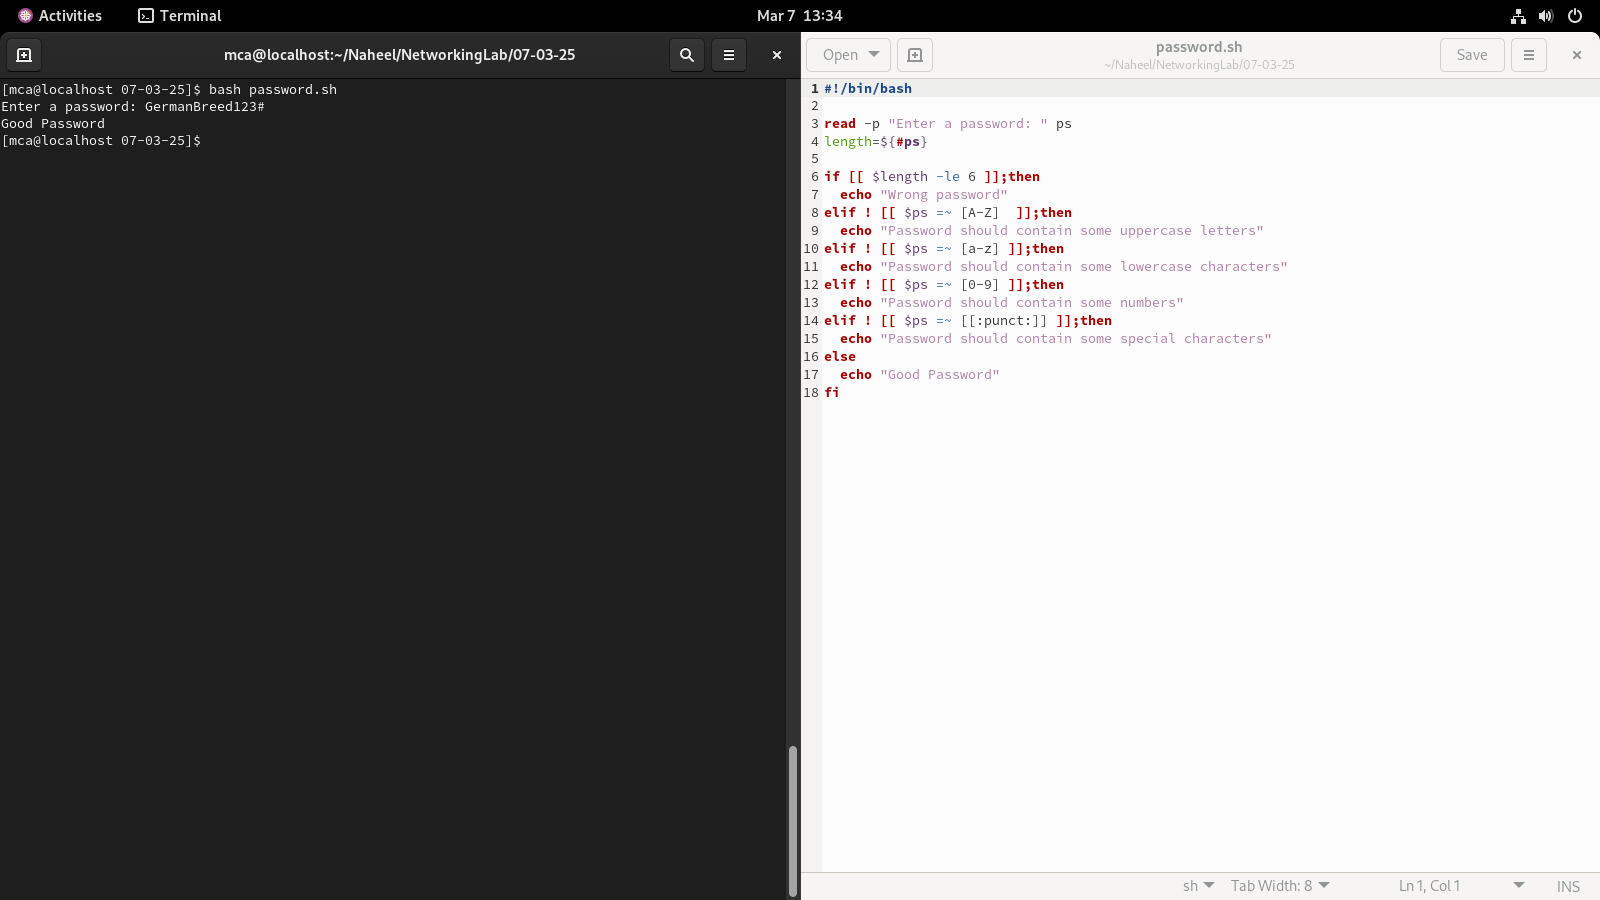 Activities Terminal Mar 7 13:34
mca@localhost:~/Naheel/NetworkingLab/07-03-25
[mca@localhost 07-03-25]$ bash password.sh
Enter a password: GermanBreed123#
Good Password
[mca@localhost 07-03-25]$
Open password.sh Save
~/Naheel/NetworkingLab/07-03-25
1 #!/bin/bash
2
3 read -p "Enter a password: " ps
4 length=${#ps}
5
6 if [[ $length -le 6 ]];then
7   echo "Wrong password"
8 elif ! [[ $ps =~ [A-Z]  ]];then
9   echo "Password should contain some uppercase letters"
10 elif ! [[ $ps =~ [a-z] ]];then
11   echo "Password should contain some lowercase characters"
12 elif ! [[ $ps =~ [0-9] ]];then
13   echo "Password should contain some numbers"
14 elif ! [[ $ps =~ [[:punct:]] ]];then
15   echo "Password should contain some special characters"
16 else
17   echo "Good Password"
18 fi
sh Tab Width: 8 Ln 1, Col 1 INS